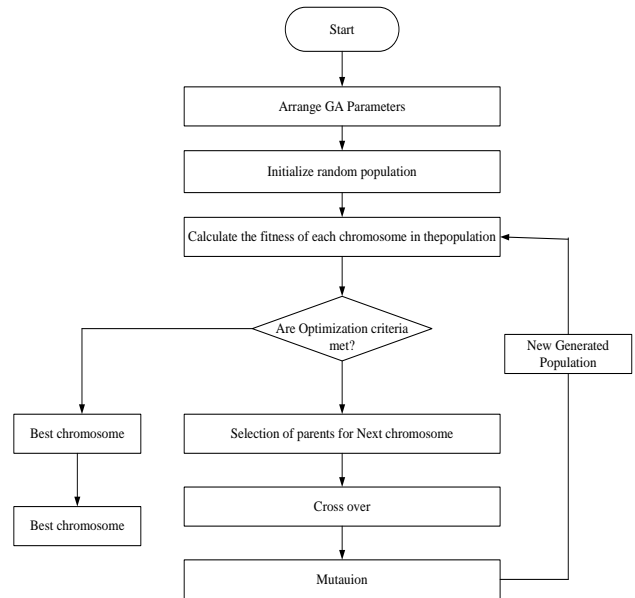 Start
Arrange GA Parameters
Initialize random population
Calculate the fitness of each chromosome in thepopulation
Are Optimization criteria
met?
New Generated
Population
Best chromosome
Selection of parents for Next chromosome
Best chromosome
Cross over
Mutauion